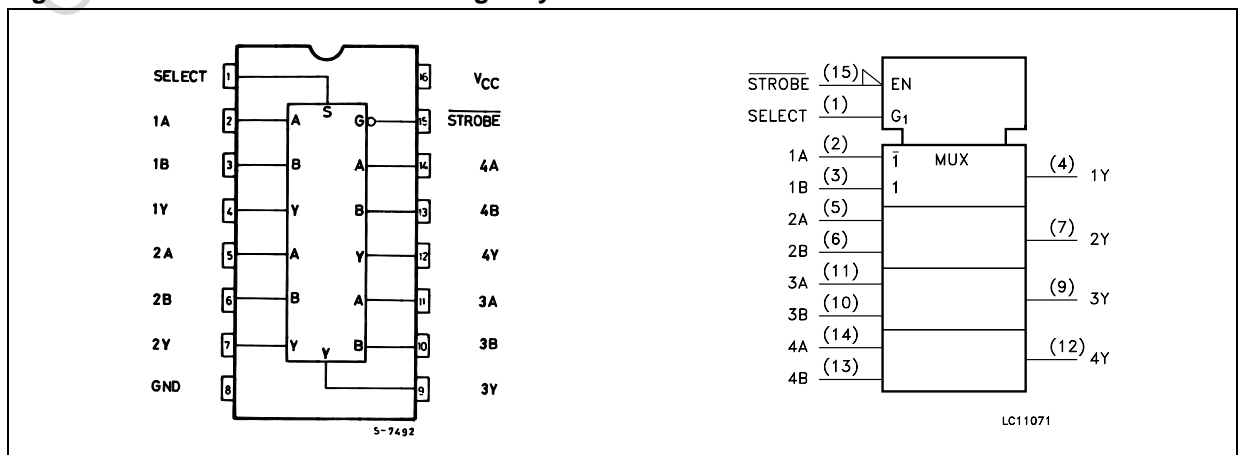 SELECT 1 16 VCC
S
1A 2 A G 15 S̅T̅R̅O̅B̅E̅
1B 3 B A 14 4A
1Y 4 Y B 13 4B
2A 5 A Y 12 4Y
2B 6 B A 11 3A
2Y 7 Y Y B 10 3B
GND 8 9 3Y
S-7492
S̅T̅R̅O̅B̅E̅ (15) EN
SELECT (1) G1
MUX
1A (2) 1̅
1B (3) 1
(4) 1Y
2A (5)
2B (6)
(7) 2Y
3A (11)
3B (10)
(9) 3Y
4A (14)
4B (13)
(12) 4Y
LC11071